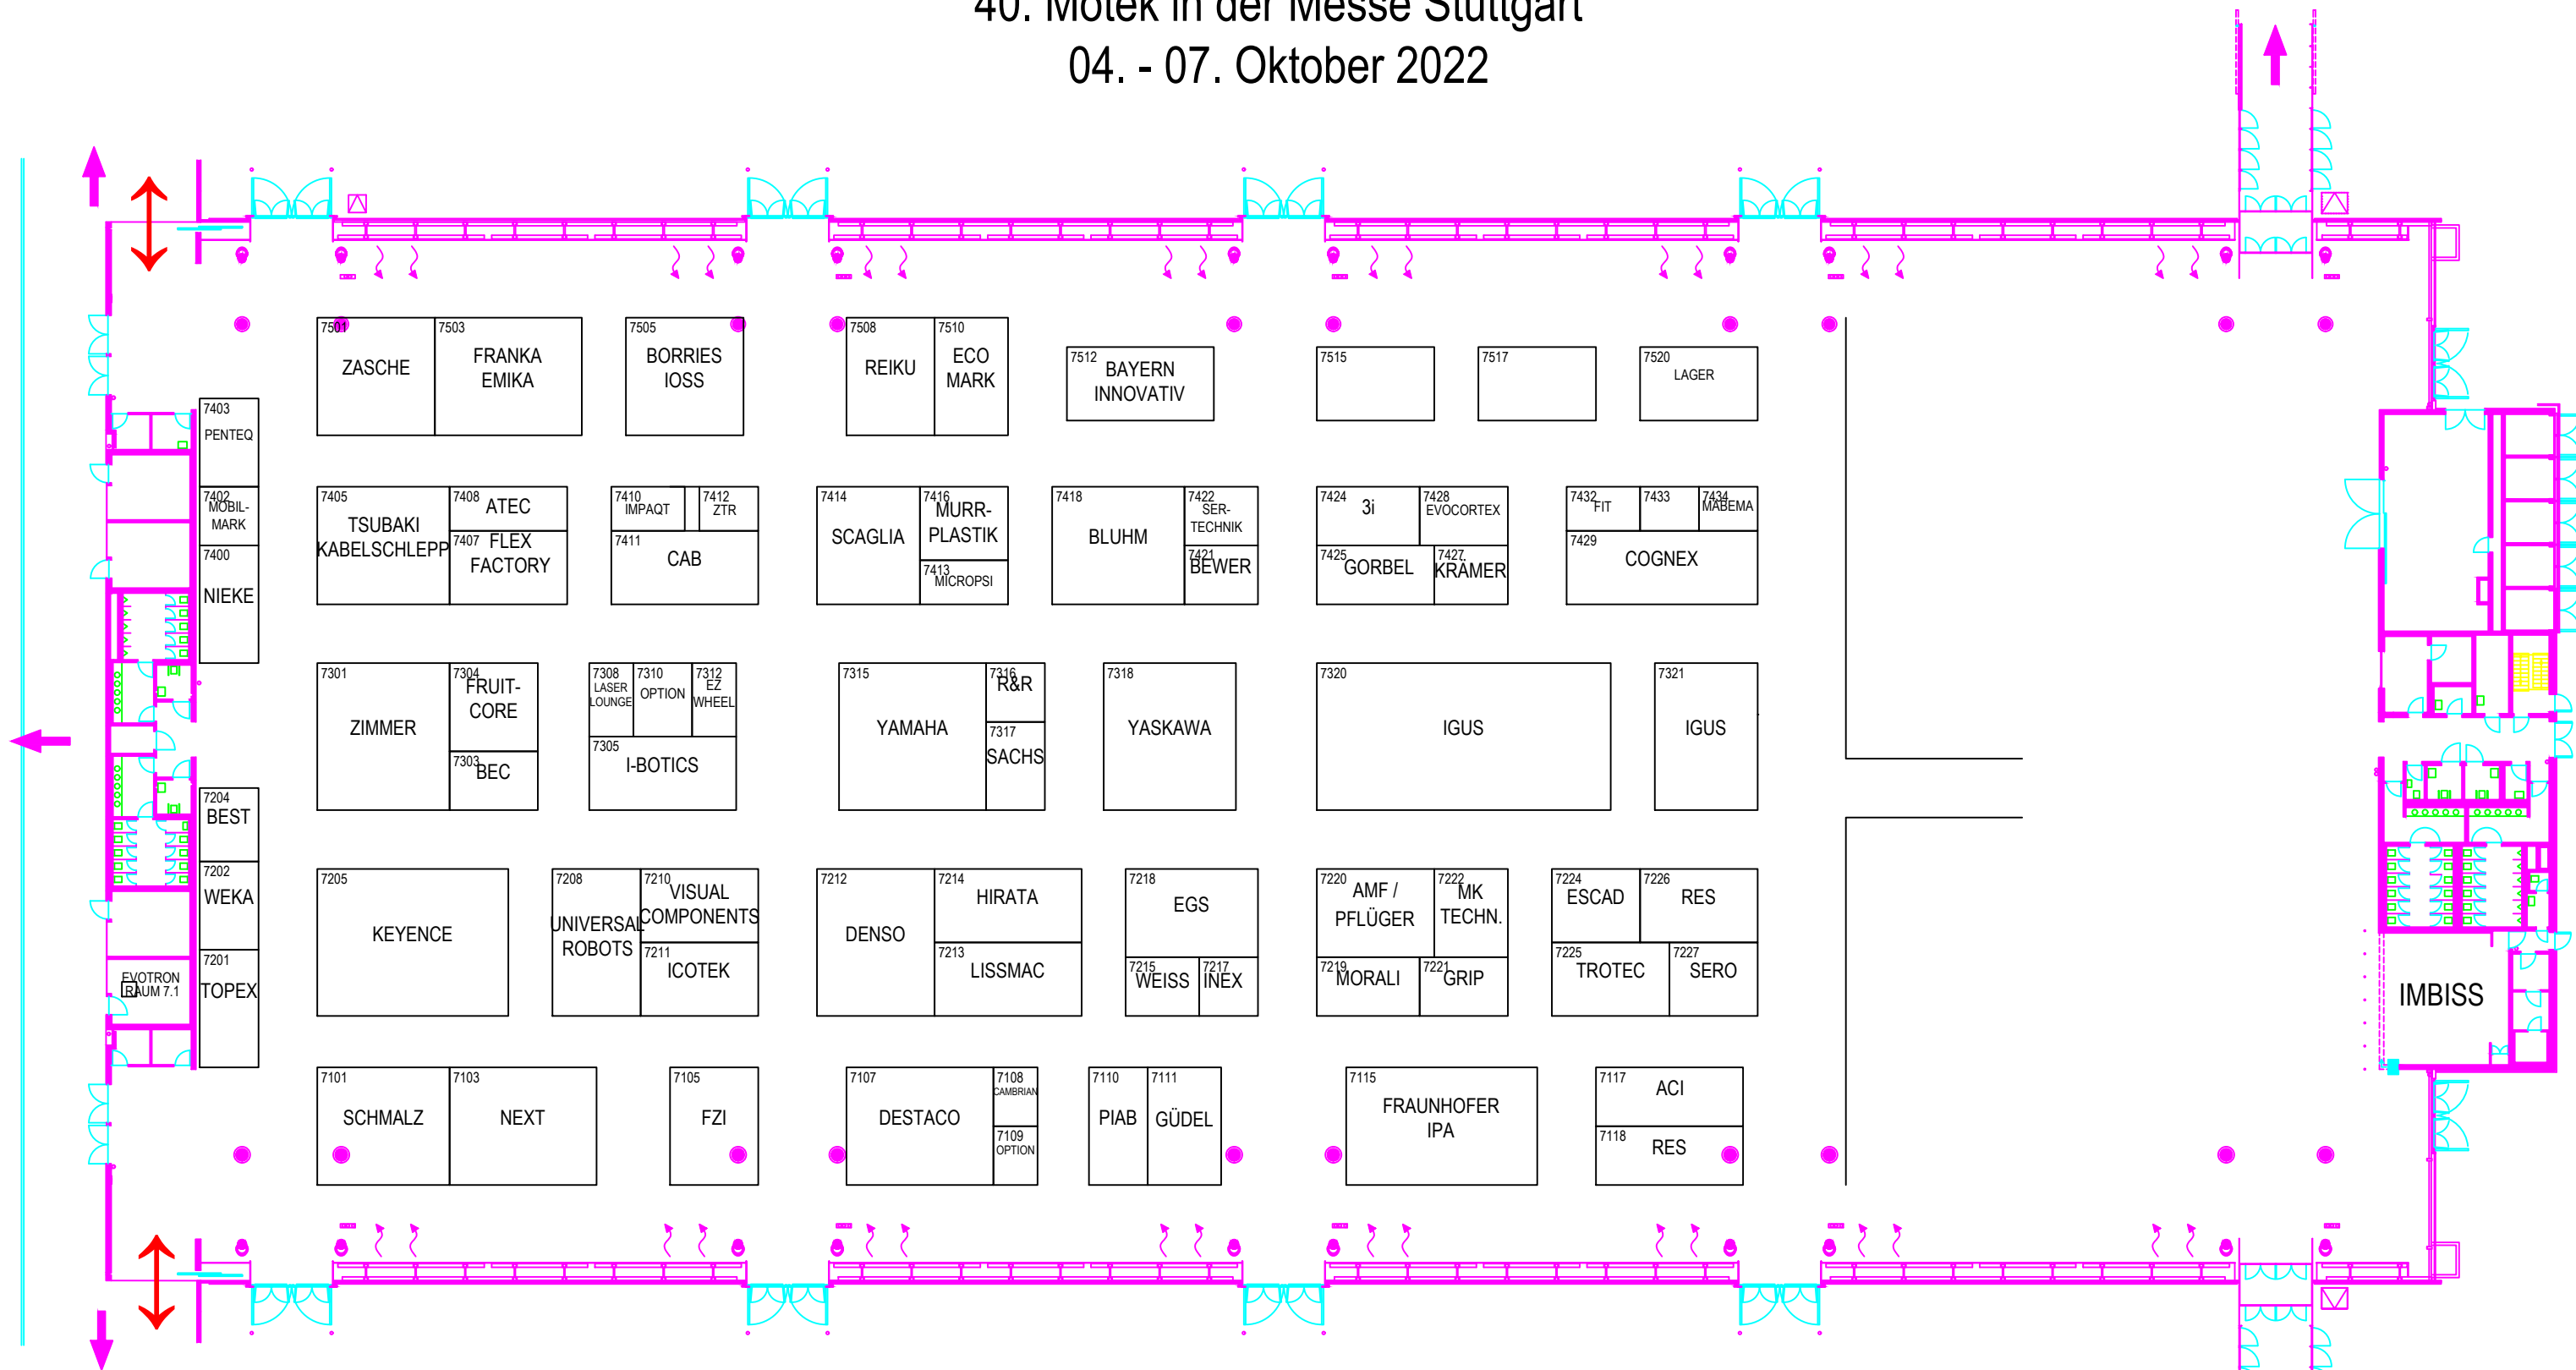 40. Motek in der Messe Stuttgart
04. - 07. Oktober 2022
7501
ZASCHE
7503
FRANKA
EMIKA
7505
BORRIES
IOSS
7508
REIKU
7510
ECO
MARK
7512
BAYERN
INNOVATIV
7515
7517
7520
LAGER
7403
PENTEQ
7402
MOBIL-
MARK
7400
NIEKE
7405
TSUBAKI
KABELSCHLEPP
7408
ATEC
7407
FLEX
FACTORY
7410
IMPAQT
7412
ZTR
7411
CAB
7414
SCAGLIA
7416
MURR-
PLASTIK
7413
MICROPSI
7418
BLUHM
7422
SER-
TECHNIK
7421
BEWER
7424
3i
7428
EVOCORTEX
7425
GORBEL
7427
KRÄMER
7432
FIT
7433
7434
MABEMA
7429
COGNEX
7301
ZIMMER
7304
FRUIT-
CORE
7303
BEC
7308
LASER
LOUNGE
7310
OPTION
7312
EZ
WHEEL
7305
I-BOTICS
7315
YAMAHA
7316
R&R
7317
SACHS
7318
YASKAWA
7320
IGUS
7321
IGUS
7204
BEST
7202
WEKA
7201
TOPEX
EVOTRON
RAUM 7.1
7205
KEYENCE
7208
UNIVERSAL
ROBOTS
7210
VISUAL
COMPONENTS
7211
ICOTEK
7212
DENSO
7214
HIRATA
7213
LISSMAC
7218
EGS
7215
WEISS
7217
INEX
7220
AMF /
PFLÜGER
7222
MK
TECHN.
7219
MORALI
7221
GRIP
7224
ESCAD
7226
RES
7225
TROTEC
7227
SERO
IMBISS
7101
SCHMALZ
7103
NEXT
7105
FZI
7107
DESTACO
7108
CAMBRIAN
7109
OPTION
7110
PIAB
7111
GÜDEL
7115
FRAUNHOFER
IPA
7117
ACI
7118
RES